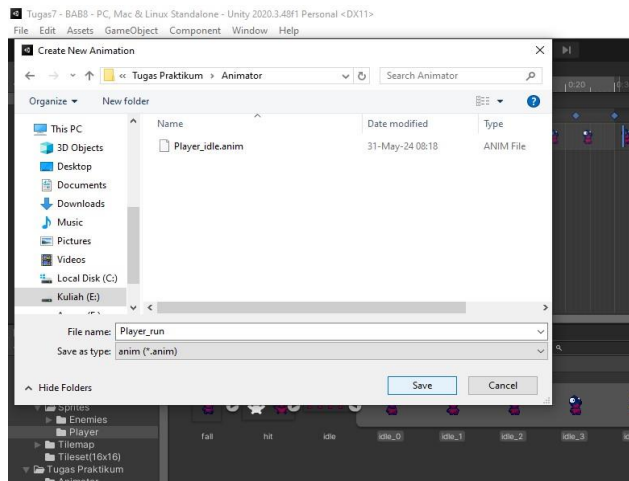 Tugas7 - BAB8 - PC, Mac & Linux Standalone - Unity 2020.3.48f1 Personal <DX11>
File Edit Assets GameObject Component Window Help
Create New Animation
« Tugas Praktikum > Animator
Search Animator
0:20
Organize
New folder
This PC
3D Objects
Desktop
Documents
Downloads
Music
Pictures
Videos
Local Disk (C:)
Kuliah (E:)
Name Date modified Type
Player_idle.anim 31-May-24 08:18 ANIM File
File name: Player_run
Save as type: anim (*.anim)
Hide Folders
Save
Cancel
Sprites
Enemies
Player
Tilemap
Tileset(16x16)
Tugas Praktikum
fall hit idle idle_0 idle_1 idle_2 idle_3